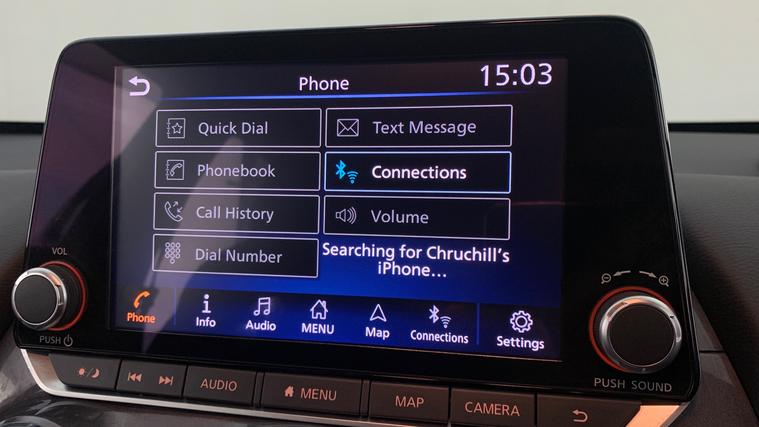 Phone
15:03
Quick Dial
Text Message
Phonebook
Connections
Call History
Volume
Dial Number
Searching for Chruchill's
iPhone...
Phone
Info
Audio
MENU
Map
Connections
Settings
VOL
PUSH
PUSH SOUND
AUDIO
MENU
MAP
CAMERA